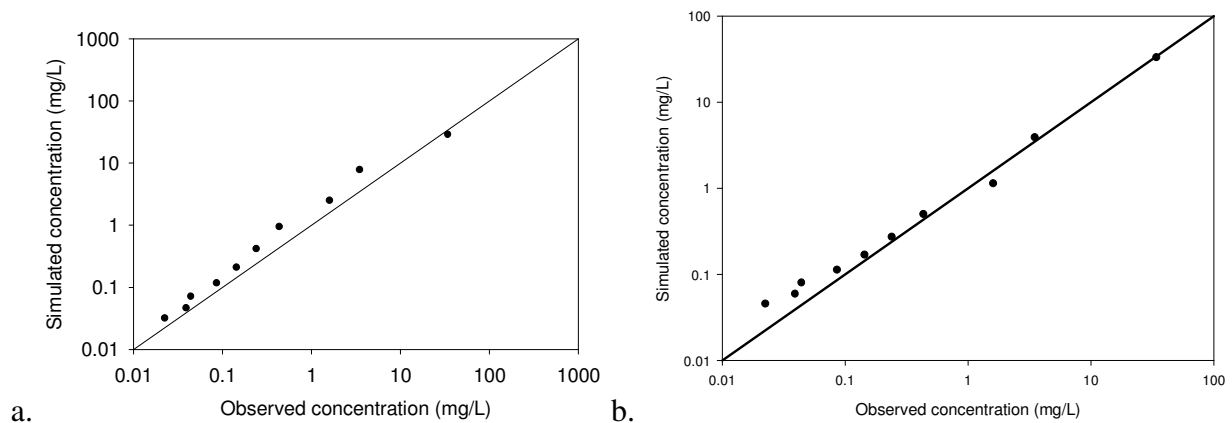 1000
100
10
1
0.1
0.01
0.01 0.1 1 10 100 1000
Simulated concentration (mg/L)
Observed concentration (mg/L)
a.
100
10
1
0.1
0.01
0.01 0.1 1 10 100
Simulated concentration (mg/L)
Observed concentration (mg/L)
b.